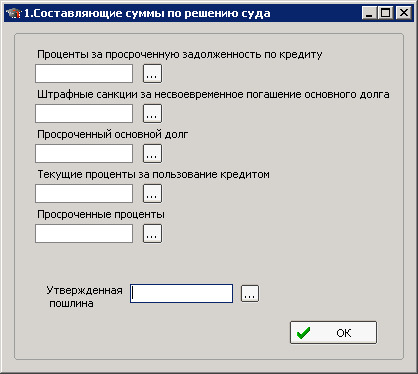 1.Составляющие суммы по решению суда
Проценты за просроченную задолженность по кредиту
...
Штрафные санкции за несвоевременное погашение основного долга
...
Просроченный основной долг
...
Текущие проценты за пользование кредитом
...
Просроченные проценты
...
Утвержденная
пошлина
...
OK